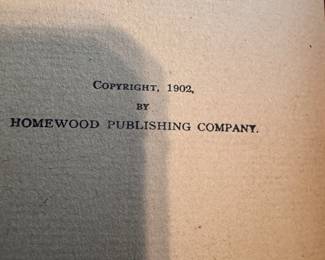 COPYRIGHT, 1902,
BY
HOMEWOOD PUBLISHING COMPANY.